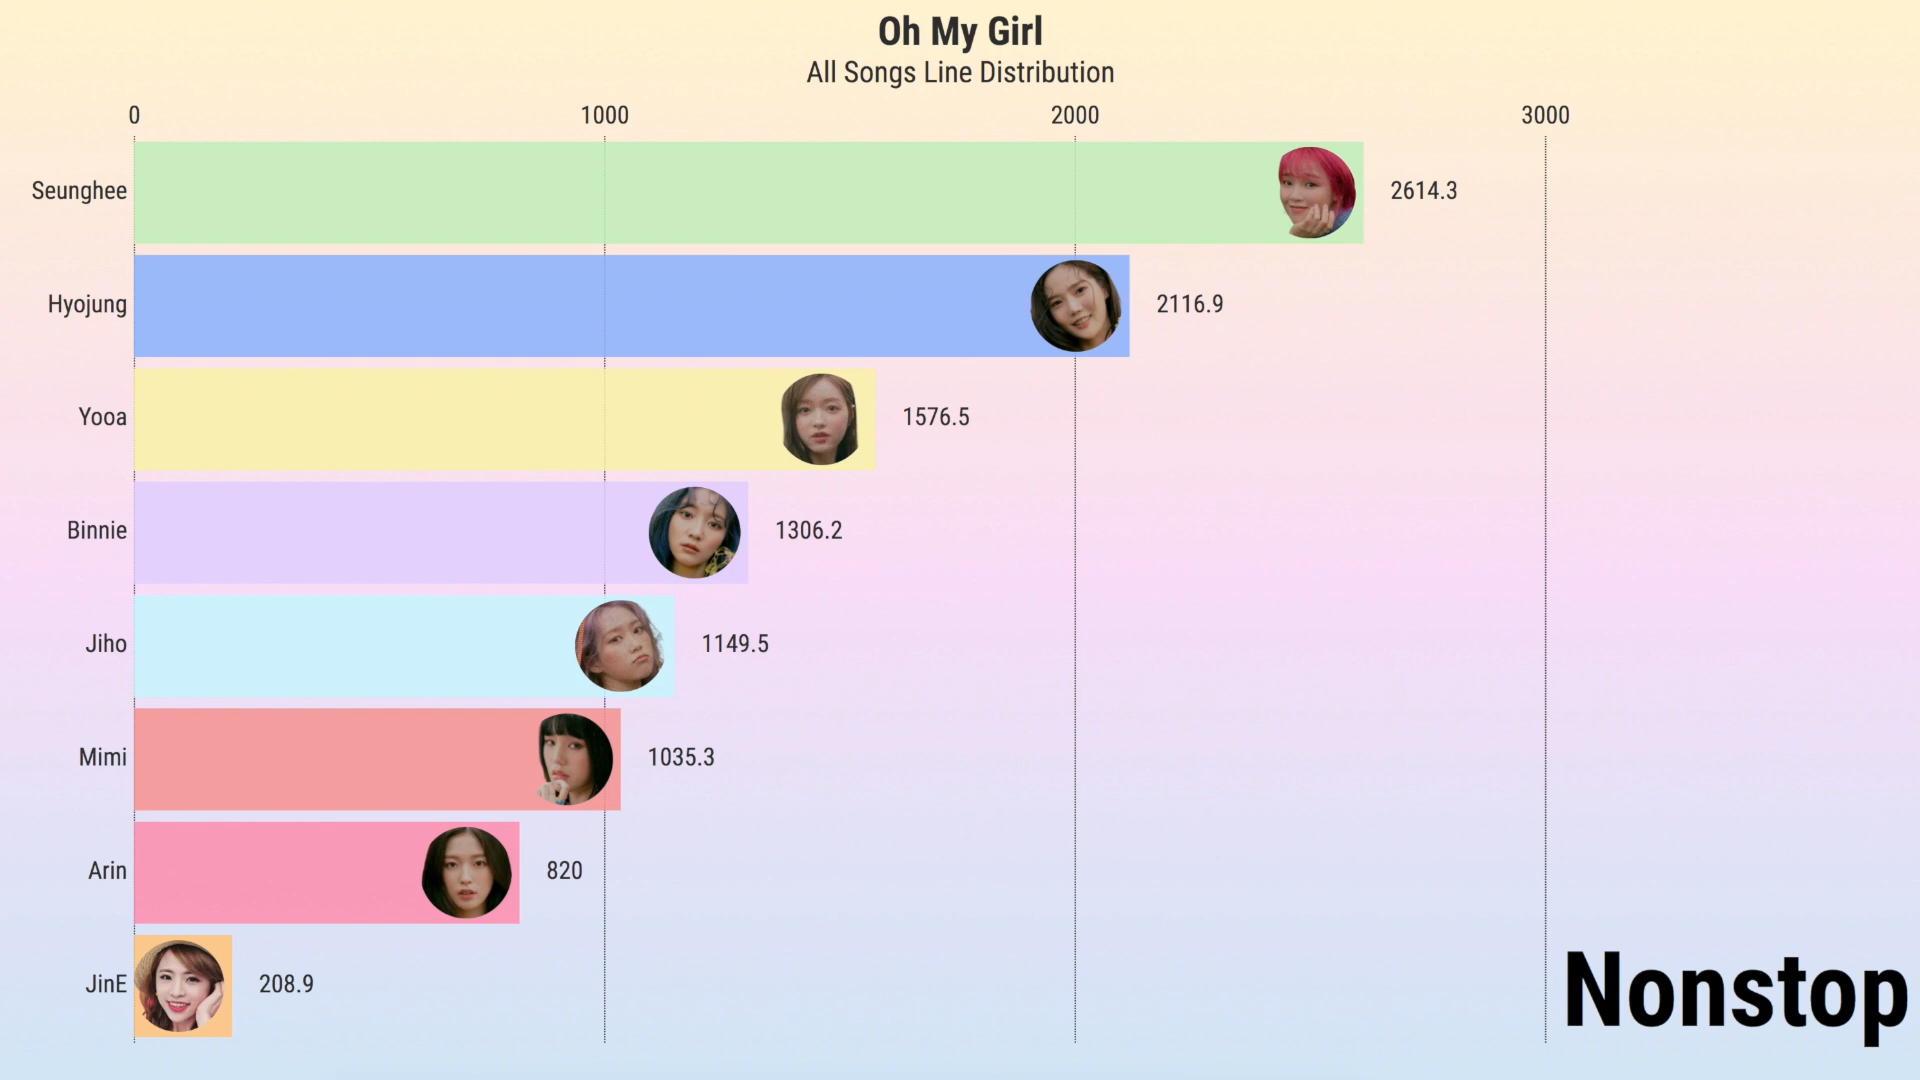 Oh My Girl
All Songs Line Distribution
0 1000 2000 3000
Seunghee 2614.3
Hyojung 2116.9
Yooa 1576.5
Binnie 1306.2
Jiho 1149.5
Mimi 1035.3
Arin 820
JinE 208.9
Nonstop